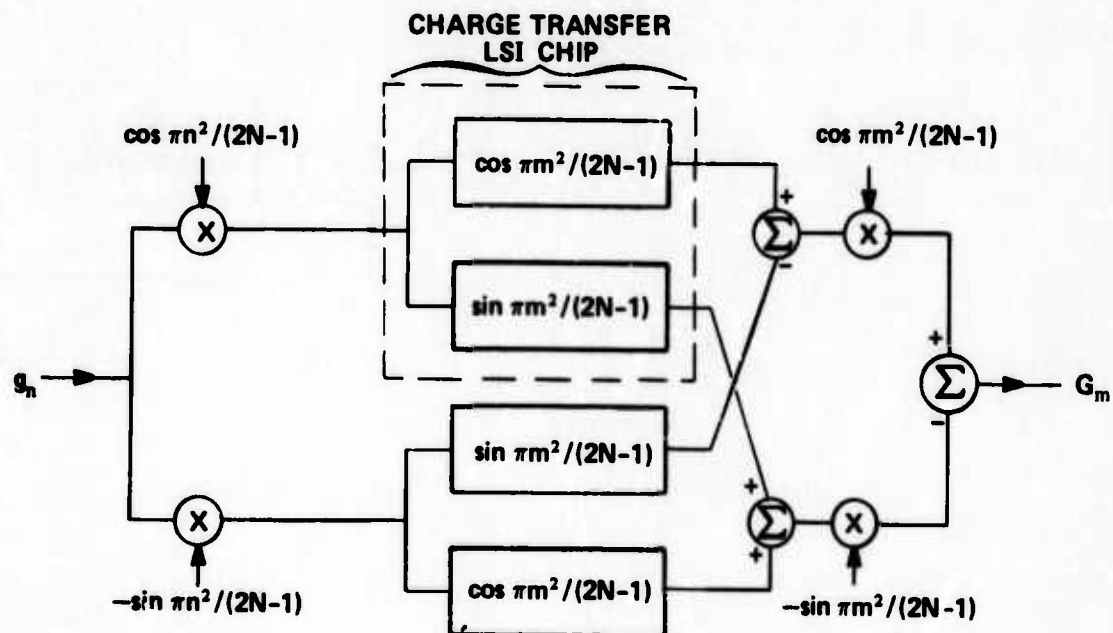 CHARGE TRANSFER
LSI CHIP
cos πn²/(2N-1)
cos πm²/(2N-1)
cos πm²/(2N-1)
X
Σ
+
-
X
sin πm²/(2N-1)
gₙ
+
Σ
-
Gₘ
sin πm²/(2N-1)
X
+
Σ
+
X
cos πm²/(2N-1)
-sin πn²/(2N-1)
-sin πm²/(2N-1)